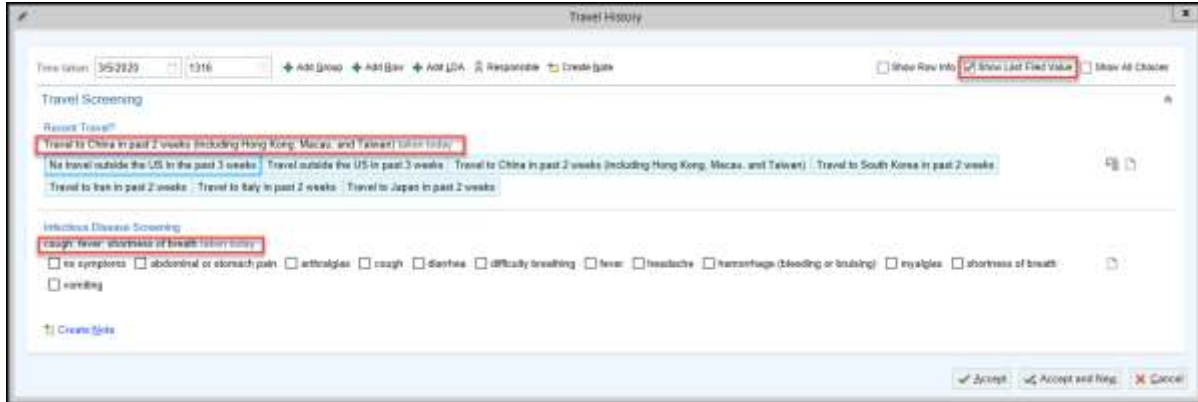 Travel History
Time taken: 3/5/2020 1316 Add Group Add Row Add LDA Responsible Create Note Show Row Info Show Last Filed Value Show All Choices
Travel Screening
Recent Travel?
Travel to China in past 2 weeks (including Hong Kong, Macau, and Taiwan) taken today
No travel outside the US in the past 3 weeks Travel outside the US in past 3 weeks Travel to China in past 2 weeks (including Hong Kong, Macau, and Taiwan) Travel to South Korea in past 2 weeks
Travel to Iran in past 2 weeks Travel to Italy in past 2 weeks Travel to Japan in past 2 weeks
Infectious Disease Screening
cough; fever; shortness of breath taken today
no symptoms abdominal or stomach pain arthralgias cough diarrhea difficulty breathing fever headache hemorrhage (bleeding or bruising) myalgias shortness of breath
vomiting
Create Note
Accept Accept and New Cancel